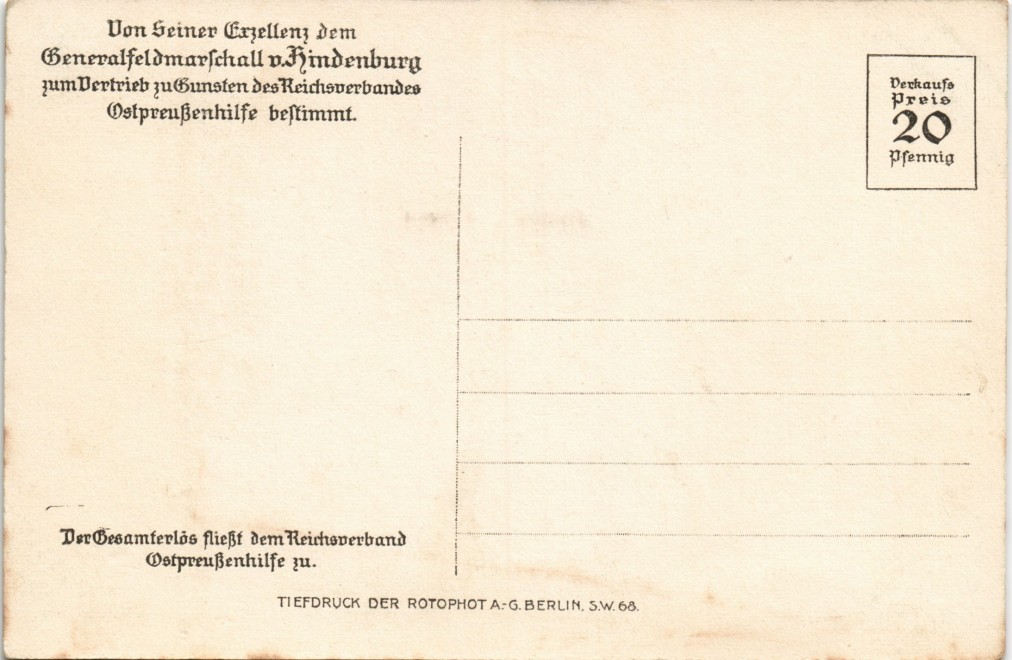 Von Seiner Exzellenz dem
Generalfeldmarschall v. Hindenburg
zum Vertrieb zu Gunsten des Reichsverbandes
Ostpreußenhilfe bestimmt.
Verkaufs
Preis
20
Pfennig
Der Gesamterlös fließt dem Reichsverband
Ostpreußenhilfe zu.
TIEFDRUCK DER ROTOPHOT A.-G. BERLIN, S.W. 68.